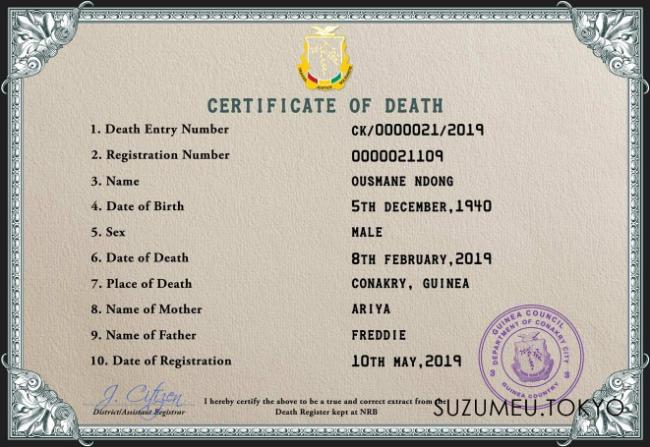 CERTIFICATE OF DEATH
1. Death Entry Number CK/0000021/2019
2. Registration Number 0000021109
3. Name OUSMANE NDONG
4. Date of Birth 5TH DECEMBER,1940
5. Sex MALE
6. Date of Death 8TH FEBRUARY,2019
7. Place of Death CONAKRY, GUINEA
8. Name of Mother ARIYA
9. Name of Father FREDDIE
10. Date of Registration 10TH MAY,2019
GUINEA COUNCIL
DEPARTMENT OF CONAKRY CITY
GUINEA COUNTRY
J. Citizen
District/Assistant Registrar
I hereby certify the above to be a true and correct extract from the
Death Register kept at NRB
SUZUMEU.TOKYO